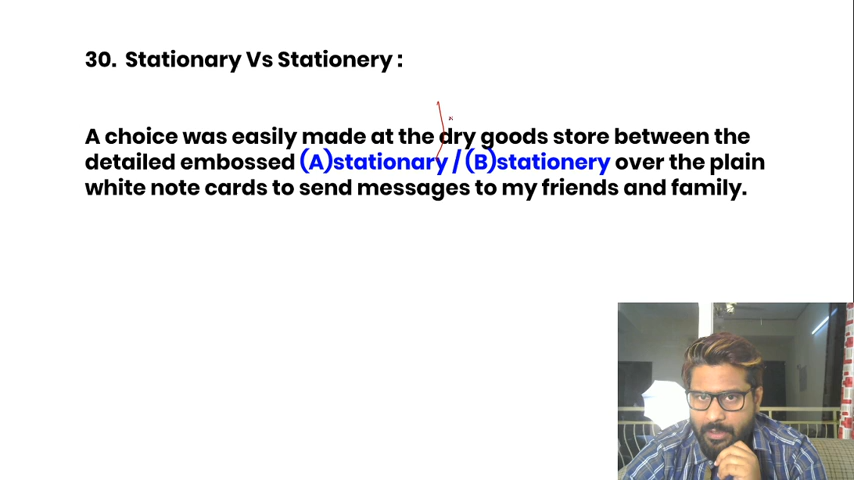 30. Stationary Vs Stationery :
A choice was easily made at the dry goods store between the
detailed embossed (A)stationary / (B)stationery over the plain
white note cards to send messages to my friends and family.